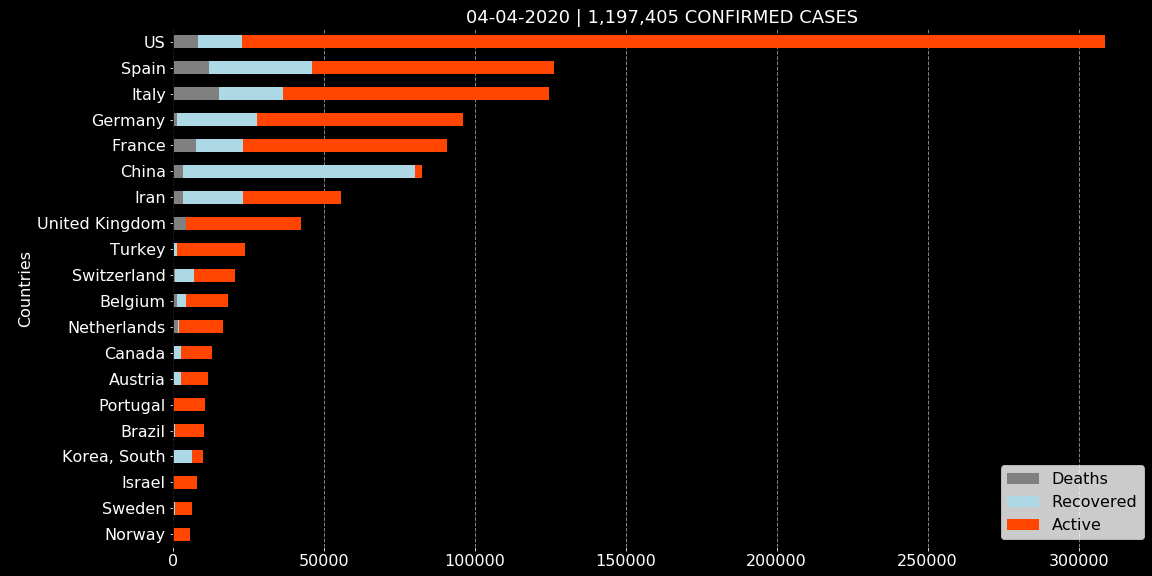 04-04-2020 | 1,197,405 CONFIRMED CASES
Countries
US
Spain
Italy
Germany
France
China
Iran
United Kingdom
Turkey
Switzerland
Belgium
Netherlands
Canada
Austria
Portugal
Brazil
Korea, South
Israel
Sweden
Norway
0 50000 100000 150000 200000 250000 300000
Deaths
Recovered
Active